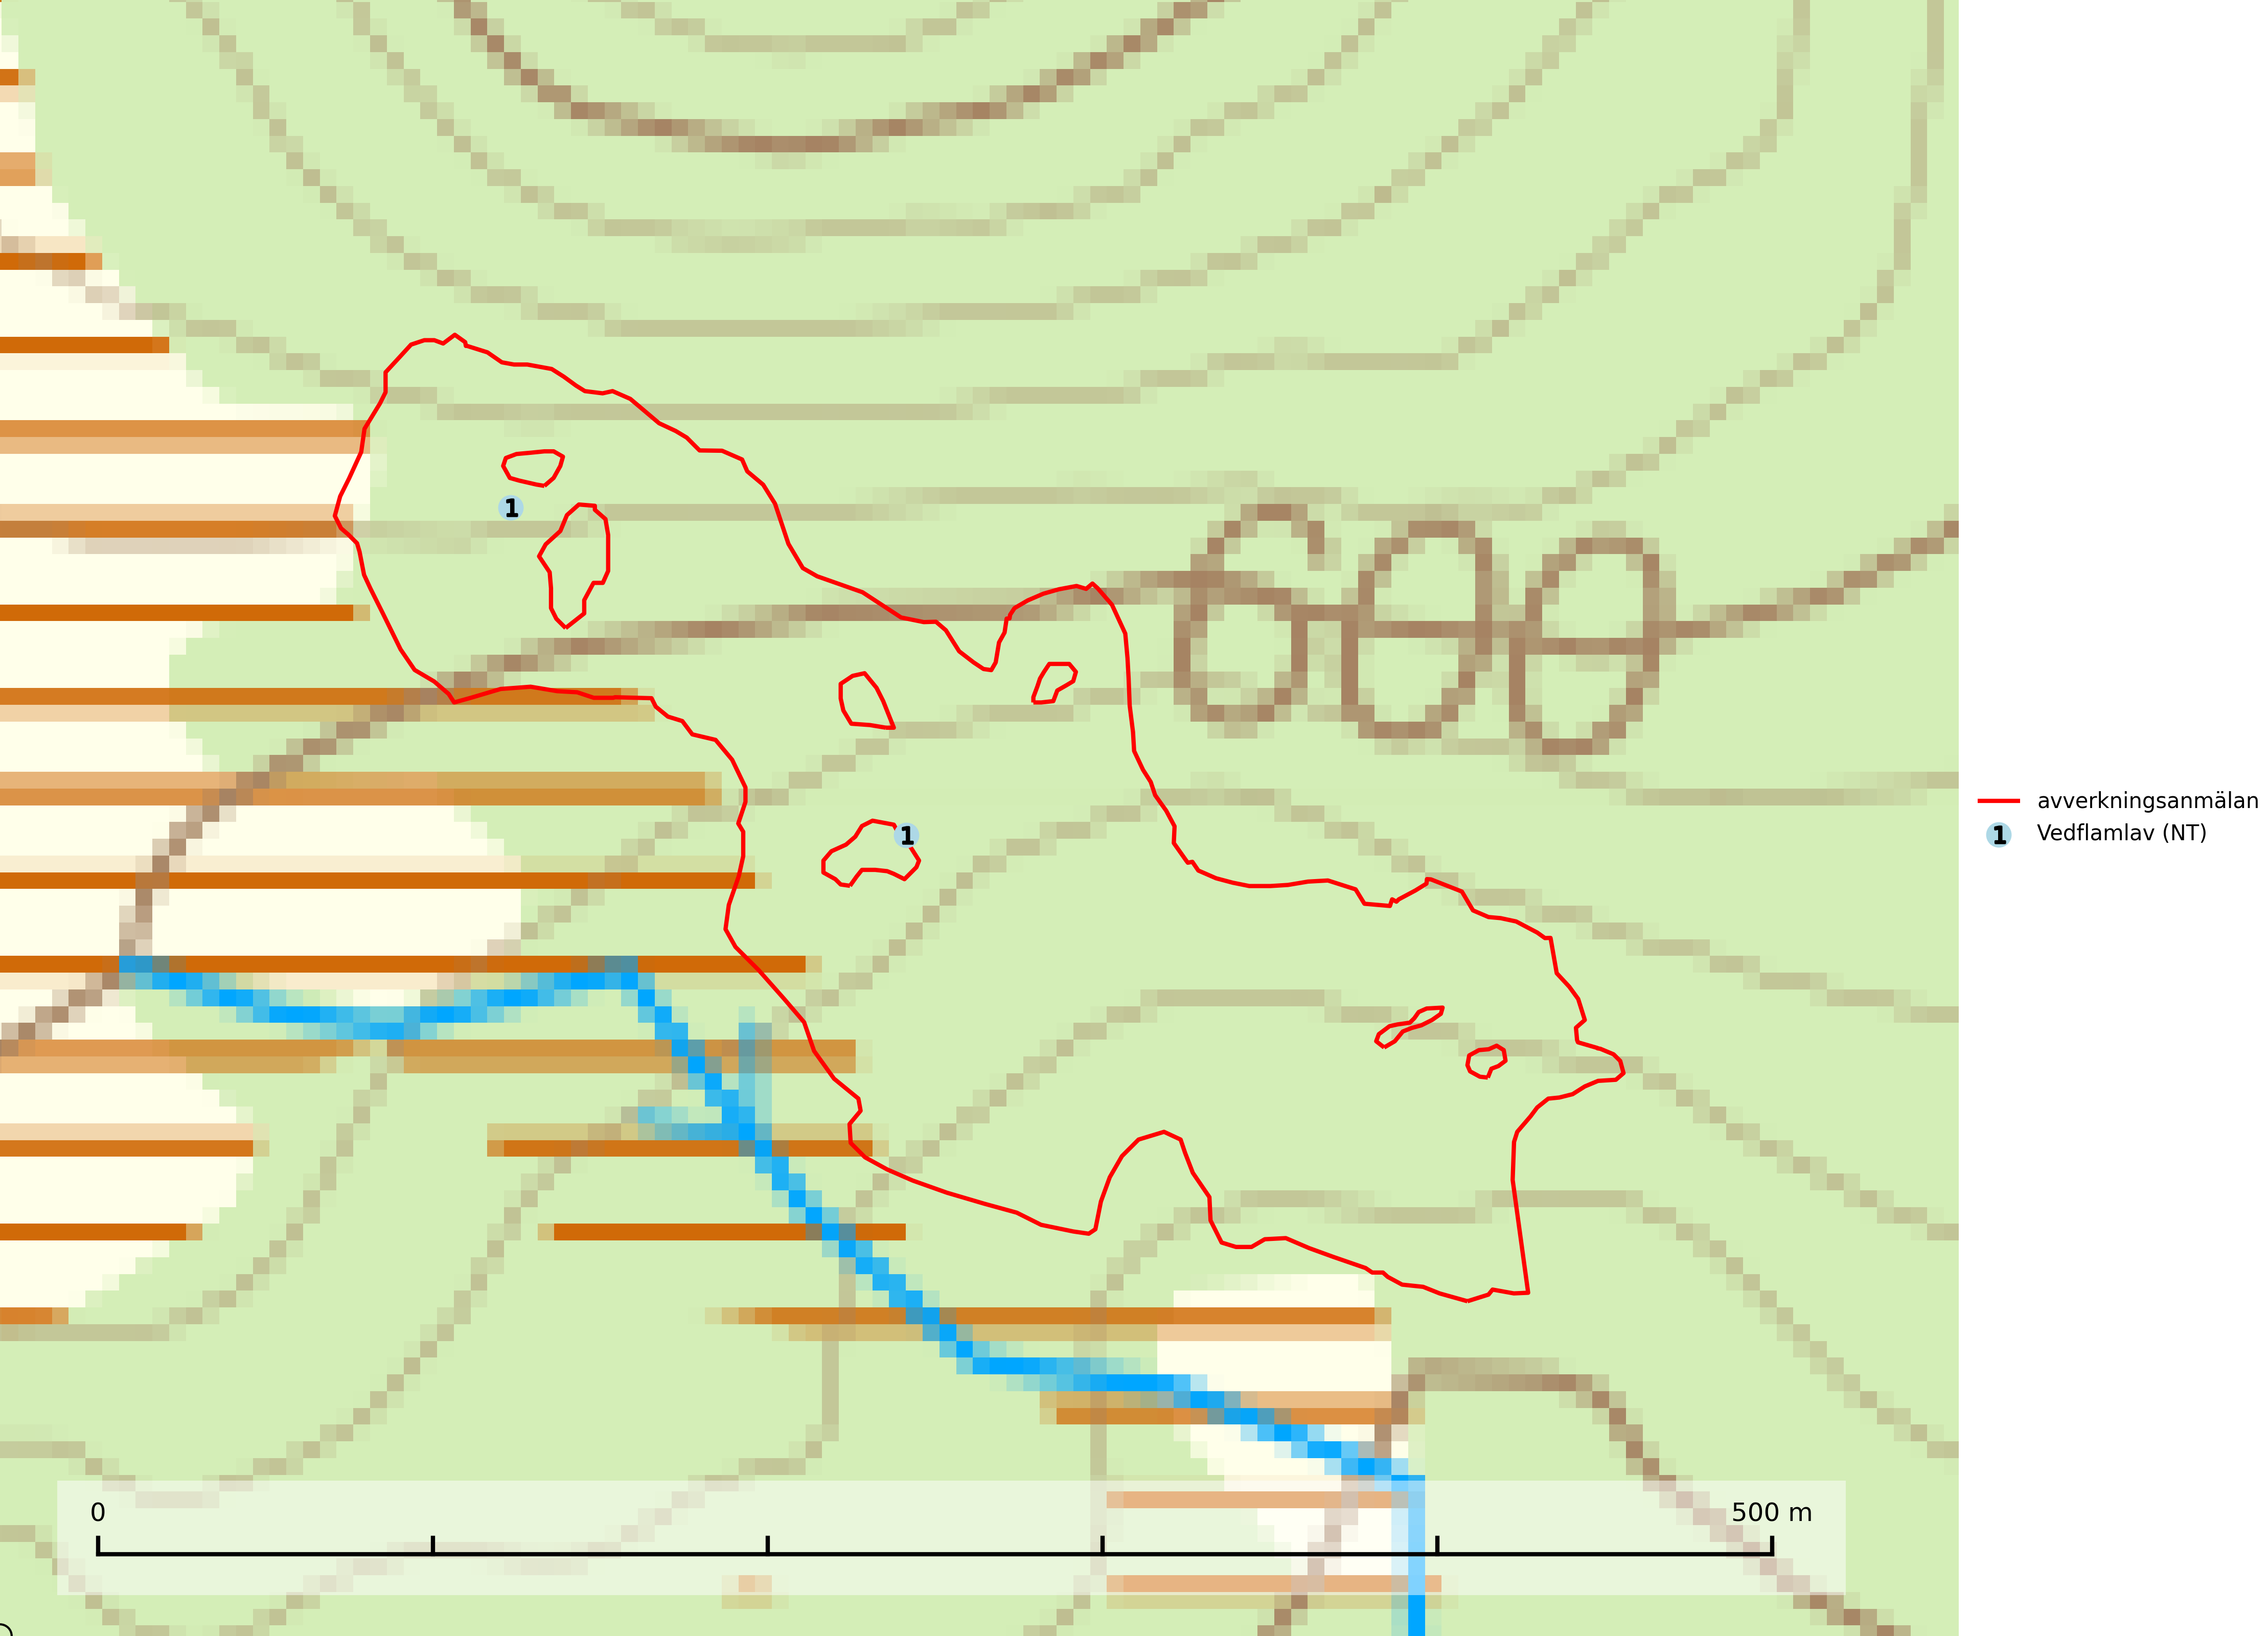 1
600
1
avverkningsanmälan
1 Vedflamlav (NT)
0 500 m